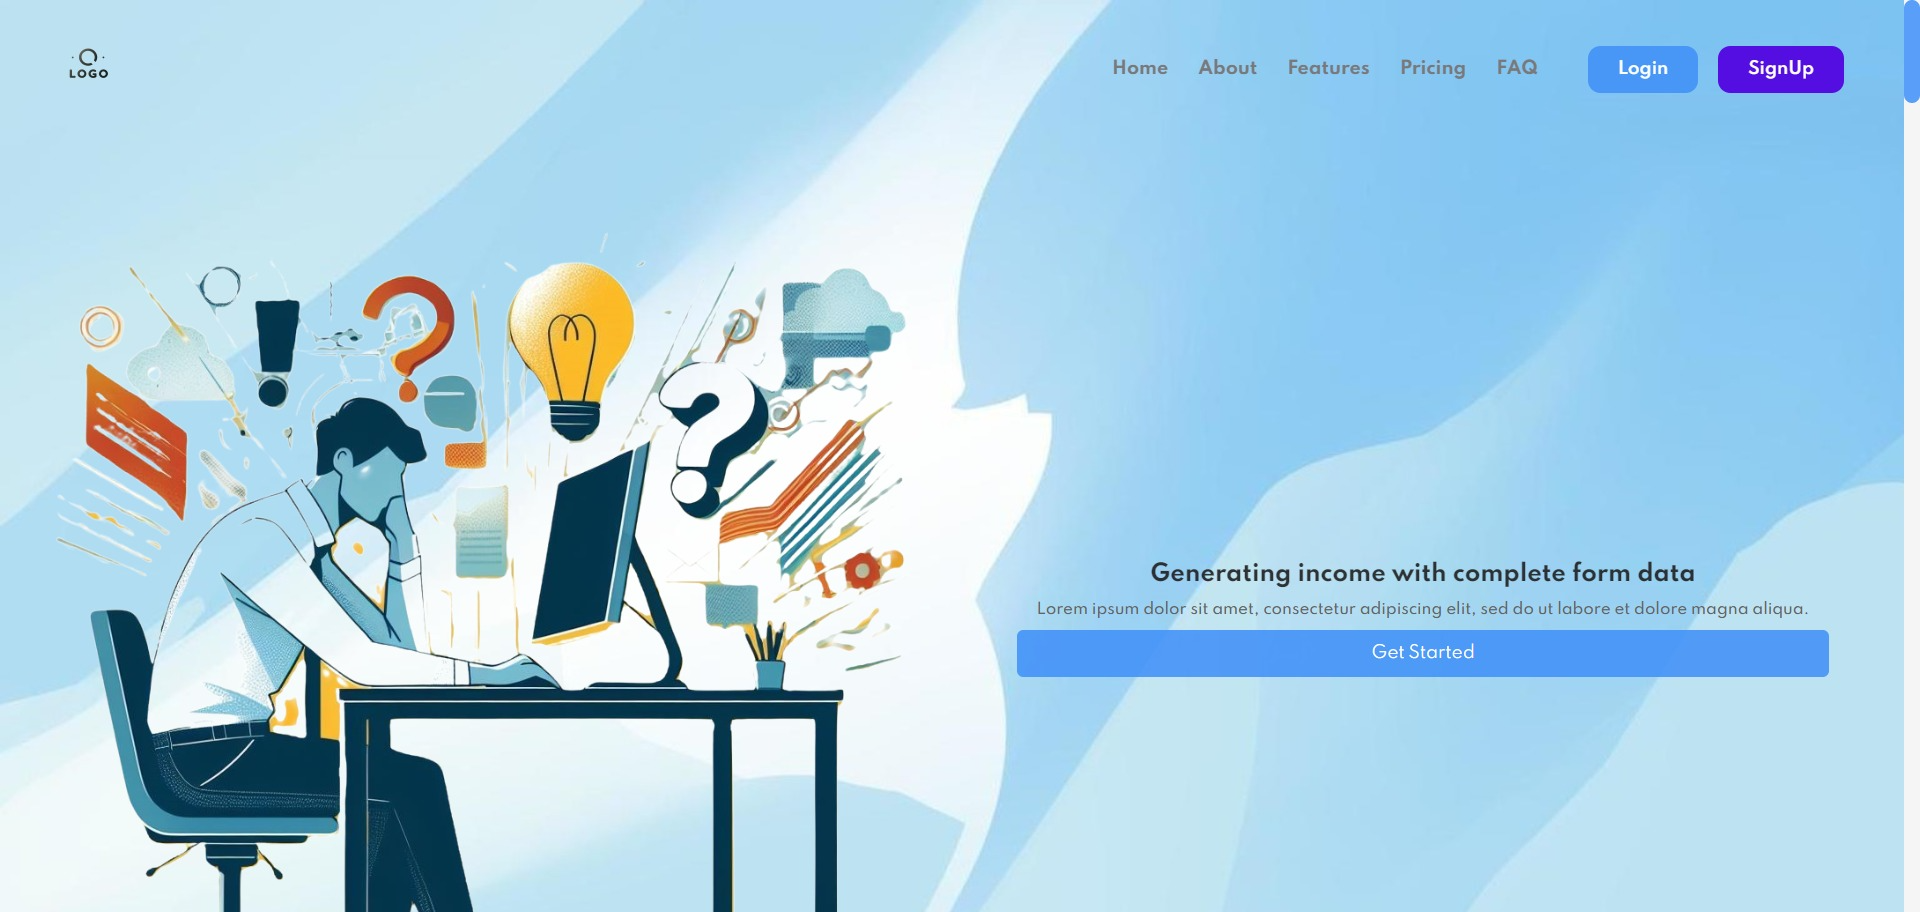 LOGO
Home About Features Pricing FAQ Login SignUp
Generating income with complete form data
Lorem ipsum dolor sit amet, consectetur adipiscing elit, sed do ut labore et dolore magna aliqua.
Get Started